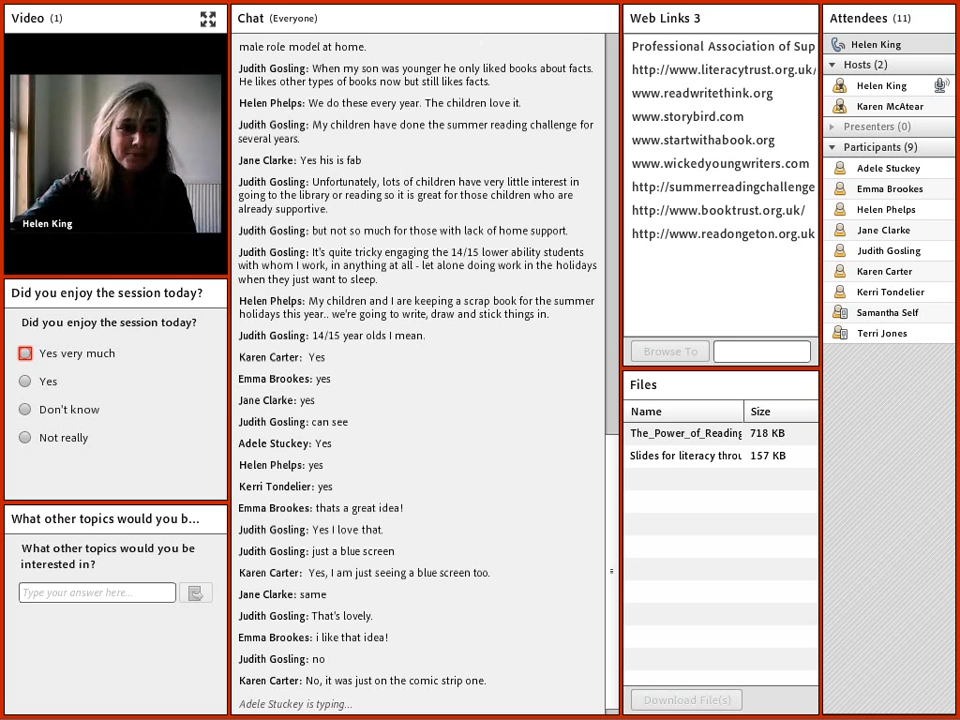 Video (1)
Helen King
Did you enjoy the session today?
Did you enjoy the session today?
Yes very much
Yes
Don't know
Not really
What other topics would you b...
What other topics would you be
interested in?
Type your answer here...
Chat (Everyone)
male role model at home.
Judith Gosling: When my son was younger he only liked books about facts.
He likes other types of books now but still likes facts.
Helen Phelps: We do these every year. The children love it.
Judith Gosling: My children have done the summer reading challenge for
several years.
Jane Clarke: Yes his is fab
Judith Gosling: Unfortunately, lots of children have very little interest in
going to the library or reading so it is great for those children who are
already supportive.
Judith Gosling: but not so much for those with lack of home support.
Judith Gosling: It's quite tricky engaging the 14/15 lower ability students
with whom I work, in anything at all - let alone doing work in the holidays
when they just want to sleep.
Helen Phelps: My children and I are keeping a scrap book for the summer
holidays this year.. we're going to write, draw and stick things in.
Judith Gosling: 14/15 year olds I mean.
Karen Carter: Yes
Emma Brookes: yes
Jane Clarke: yes
Judith Gosling: can see
Adele Stuckey: Yes
Helen Phelps: yes
Kerri Tondelier: yes
Emma Brookes: thats a great idea!
Judith Gosling: Yes I love that.
Judith Gosling: just a blue screen
Karen Carter: Yes, I am just seeing a blue screen too.
Jane Clarke: same
Judith Gosling: That's lovely.
Emma Brookes: i like that idea!
Judith Gosling: no
Karen Carter: No, it was just on the comic strip one.
Adele Stuckey is typing...
Web Links 3
Professional Association of Sup
http://www.literacytrust.org.uk/
www.readwritethink.org
www.storybird.com
www.startwithabook.org
www.wickedyoungwriters.com
http://summerreadingchallenge
http://www.booktrust.org.uk/
http://www.readongeton.org.uk
Browse To
Files
Name Size
The_Power_of_Reading 718 KB
Slides for literacy throu 157 KB
Download File(s)
Attendees (11)
Helen King
Hosts (2)
Helen King
Karen McAtear
Presenters (0)
Participants (9)
Adele Stuckey
Emma Brookes
Helen Phelps
Jane Clarke
Judith Gosling
Karen Carter
Kerri Tondelier
Samantha Self
Terri Jones